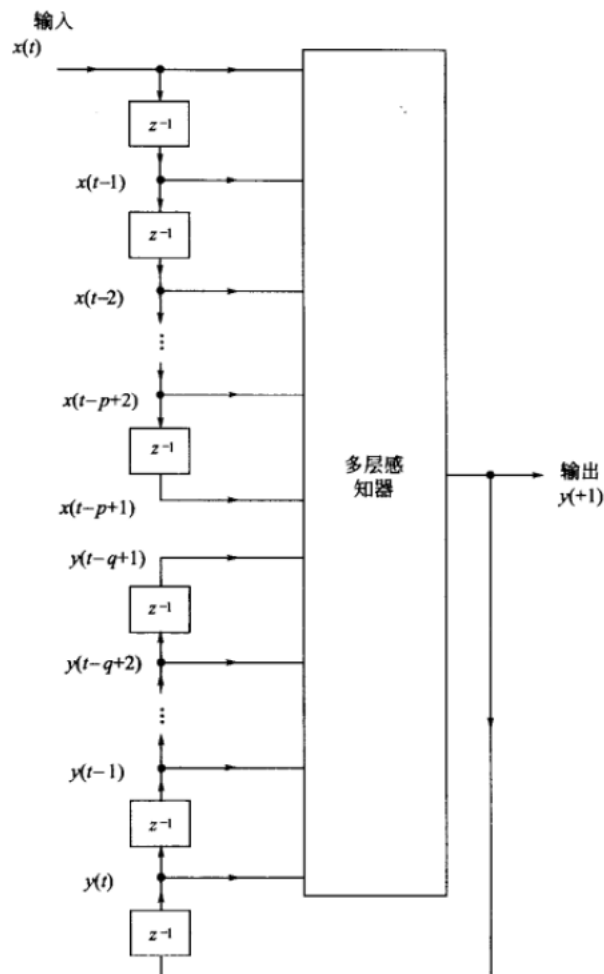 输入
x(t)
z⁻¹
x(t-1)
z⁻¹
x(t-2)
...
x(t-p+2)
z⁻¹
x(t-p+1)
多层感
知器
输出
y(+1)
y(t-q+1)
z⁻¹
y(t-q+2)
...
y(t-1)
z⁻¹
y(t)
z⁻¹